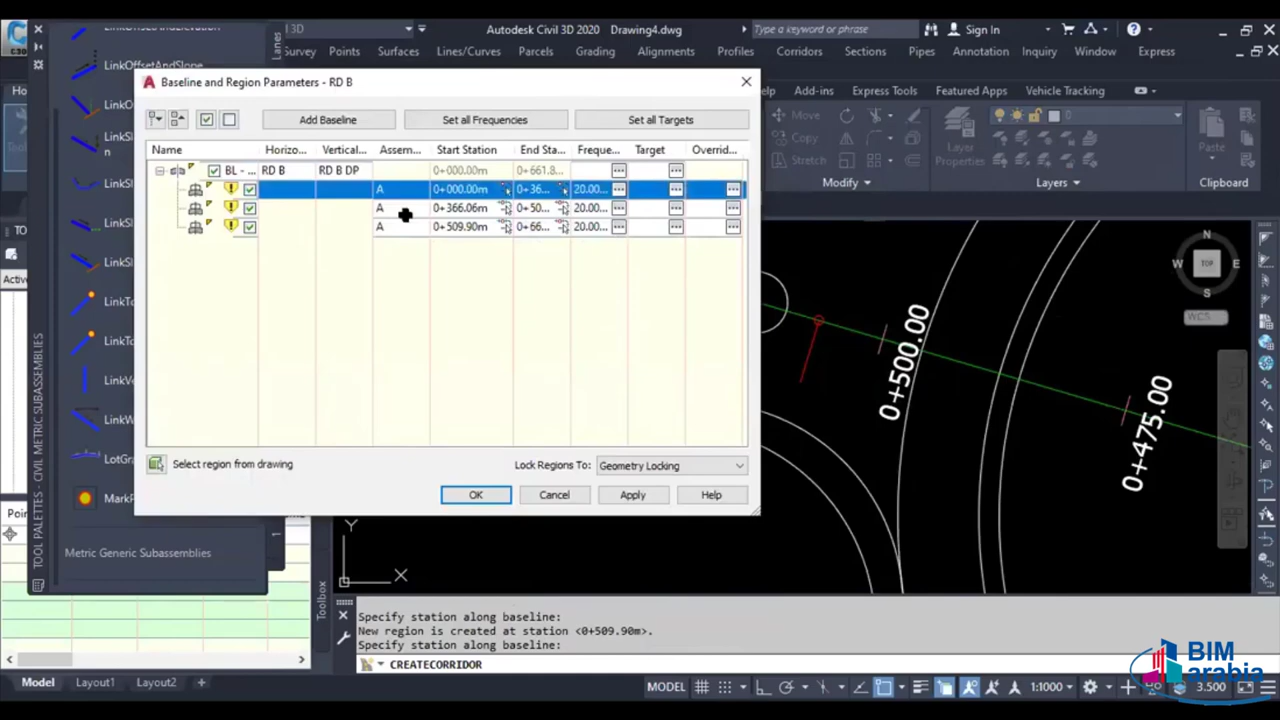 3D
Autodesk Civil 3D 2020
Drawing4.dwg
Type a keyword or phrase
Sign In
Survey
Points
Surfaces
Lines/Curves
Parcels
Grading
Alignments
Profiles
Corridors
Sections
Pipes
Annotation
Inquiry
Window
Express
Add-ins
Express Tools
Featured Apps
Vehicle Tracking
Move
Copy
Stretch
Modify
Layer
Properties
0
Layers
Clipboard
Lanes
LinkOffsetAndElevation
LinkOffsetAndSlope
LotGra
Metric Generic Subassemblies
TOOL PALETTES - CIVIL METRIC SUBASSEMBLIES
Baseline and Region Parameters - RD B
Add Baseline
Set all Frequencies
Set all Targets
Name Horizo... Vertical... Assem... Start Station End Sta... Freque... Target Overrid...
BL - ... RD B RD B DP 0+000.00m 0+661.8...
A 0+000.00m 0+36... 20.00...
A 0+366.06m 0+50... 20.00...
A 0+509.90m 0+66... 20.00...
Select region from drawing
Lock Regions To: Geometry Locking
OK
Cancel
Apply
Help
N
W
TOP
E
S
WCS
0+500.00
0+475.00
Y
X
Toolbox
Specify station along baseline:
New region is created at station <0+509.90m>.
Specify station along baseline:
CREATECORRIDOR
Model
Layout1
Layout2
+
MODEL
1:1000
3.500
BIM
arabia